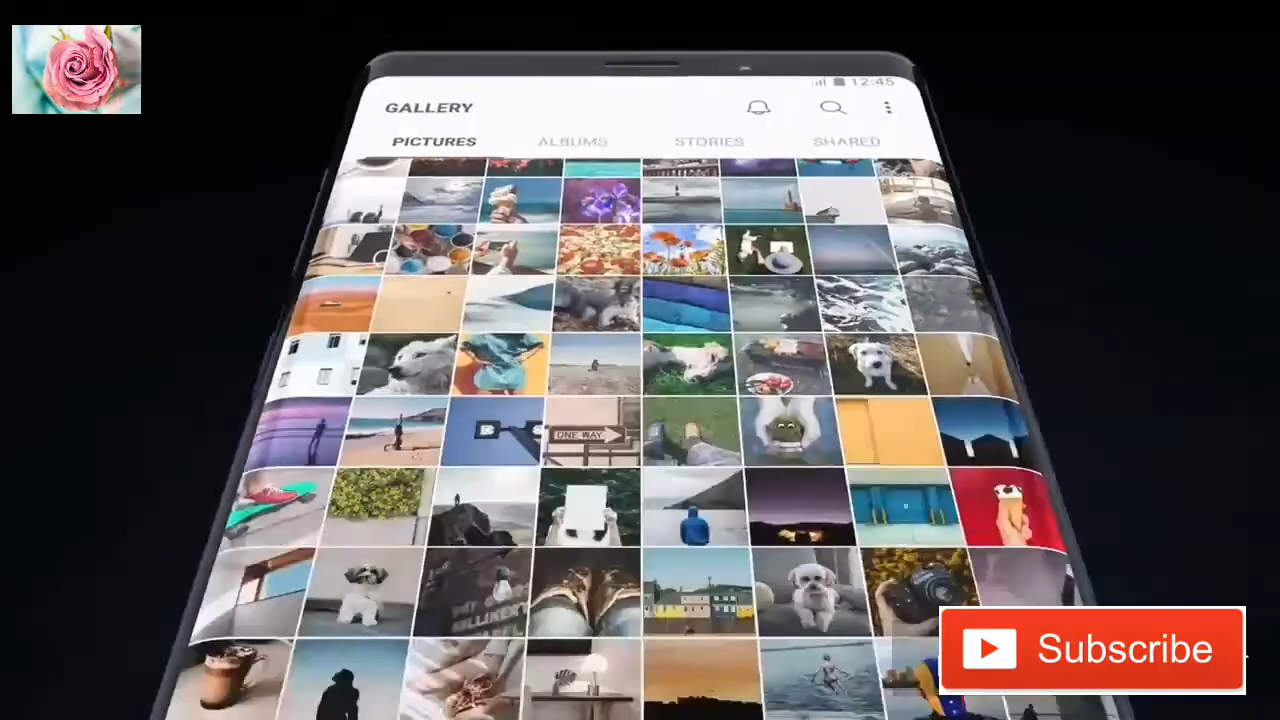 12:45
GALLERY
PICTURES ALBUMS STORIES SHARED
ONE WAY
Subscribe